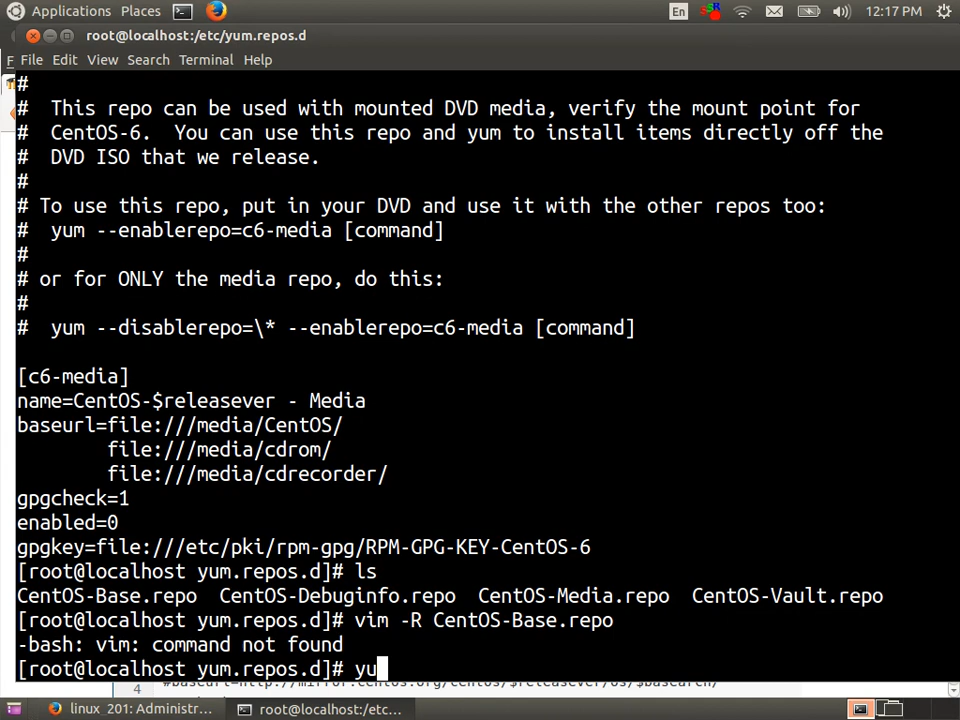 Applications Places En 12:17 PM
root@localhost:/etc/yum.repos.d
File Edit View Search Terminal Help
#
#  This repo can be used with mounted DVD media, verify the mount point for
#  CentOS-6.  You can use this repo and yum to install items directly off the
#  DVD ISO that we release.
#
# To use this repo, put in your DVD and use it with the other repos too:
#  yum --enablerepo=c6-media [command]
#
# or for ONLY the media repo, do this:
#
#  yum --disablerepo=\* --enablerepo=c6-media [command]
[c6-media]
name=CentOS-$releasever - Media
baseurl=file:///media/CentOS/
        file:///media/cdrom/
        file:///media/cdrecorder/
gpgcheck=1
enabled=0
gpgkey=file:///etc/pki/rpm-gpg/RPM-GPG-KEY-CentOS-6
[root@localhost yum.repos.d]# ls
CentOS-Base.repo  CentOS-Debuginfo.repo  CentOS-Media.repo  CentOS-Vault.repo
[root@localhost yum.repos.d]# vim -R CentOS-Base.repo
-bash: vim: command not found
[root@localhost yum.repos.d]# yu
4 #baseurl=http://mirror.centos.org/centos/$releasever/os/$basearch/
linux_201: Administr... root@localhost:/etc...